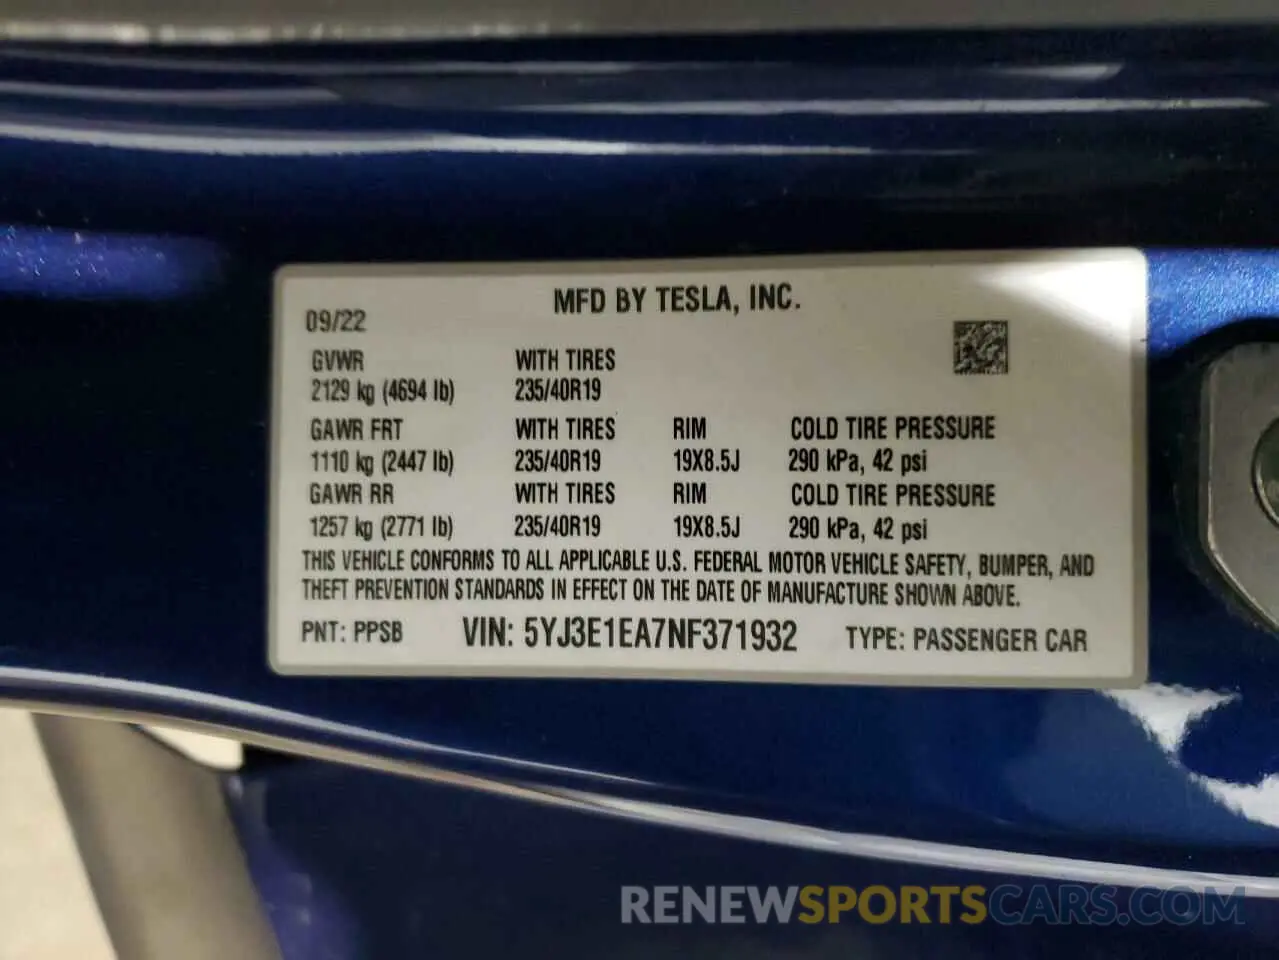 MFD BY TESLA, INC.
09/22
GVWR WITH TIRES
2129 kg (4694 lb) 235/40R19
GAWR FRT WITH TIRES RIM COLD TIRE PRESSURE
1110 kg (2447 lb) 235/40R19 19X8.5J 290 kPa, 42 psi
GAWR RR WITH TIRES RIM COLD TIRE PRESSURE
1257 kg (2771 lb) 235/40R19 19X8.5J 290 kPa, 42 psi
THIS VEHICLE CONFORMS TO ALL APPLICABLE U.S. FEDERAL MOTOR VEHICLE SAFETY, BUMPER, AND
THEFT PREVENTION STANDARDS IN EFFECT ON THE DATE OF MANUFACTURE SHOWN ABOVE.
PNT: PPSB VIN: 5YJ3E1EA7NF371932 TYPE: PASSENGER CAR
RENEWSPORTSCARS.COM